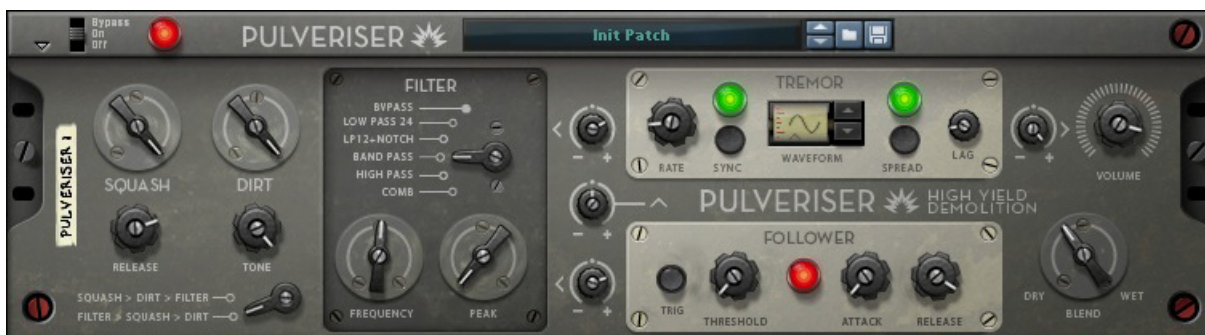 Bypass
On
Off
PULVERISER
Init Patch
PULVERISER 1
SQUASH
DIRT
RELEASE
TONE
SQUASH > DIRT > FILTER
FILTER > SQUASH > DIRT
FILTER
BYPASS
LOW PASS 24
LP12+NOTCH
BAND PASS
HIGH PASS
COMB
FREQUENCY
PEAK
- +
- +
- +
TREMOR
RATE
SYNC
WAVEFORM
SPREAD
LAG
- +
VOLUME
PULVERISER HIGH YIELD
DEMOLITION
FOLLOWER
TRIG
THRESHOLD
ATTACK
RELEASE
DRY
WET
BLEND